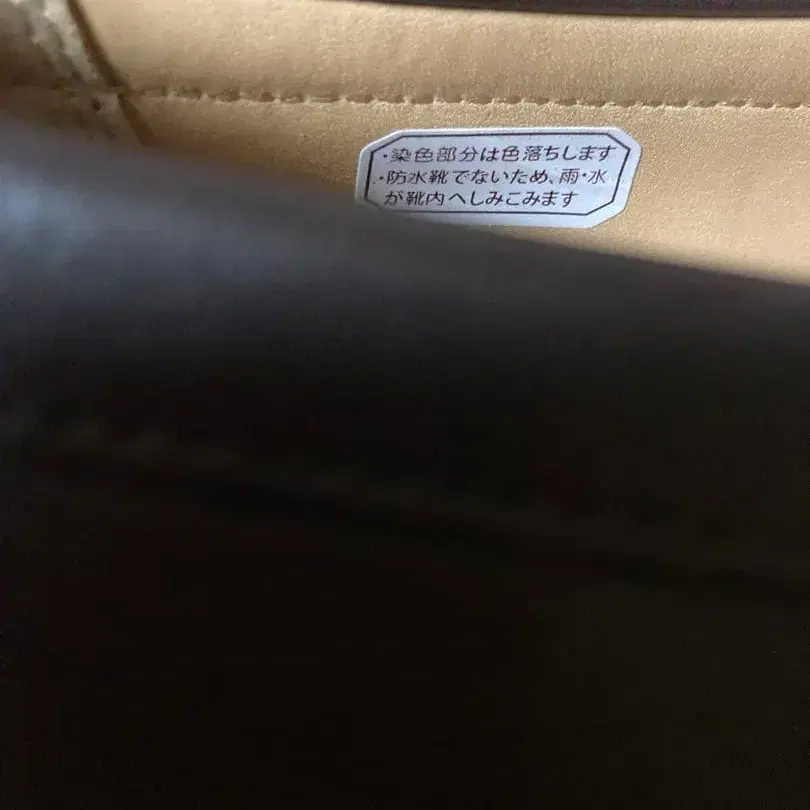 ・染色部分は色落ちします
・防水靴でないため、雨・水
が靴内へしみこみます